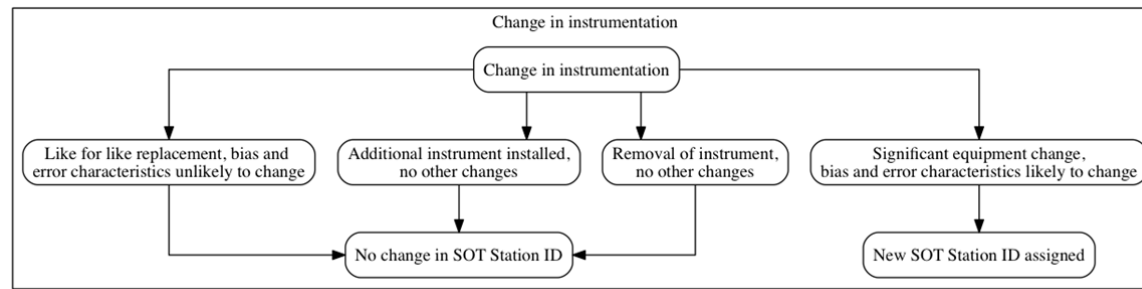 Change in instrumentation
Change in instrumentation
Like for like replacement, bias and
error characteristics unlikely to change
Additional instrument installed,
no other changes
Removal of instrument,
no other changes
Significant equipment change,
bias and error characteristics likely to change
No change in SOT Station ID
New SOT Station ID assigned